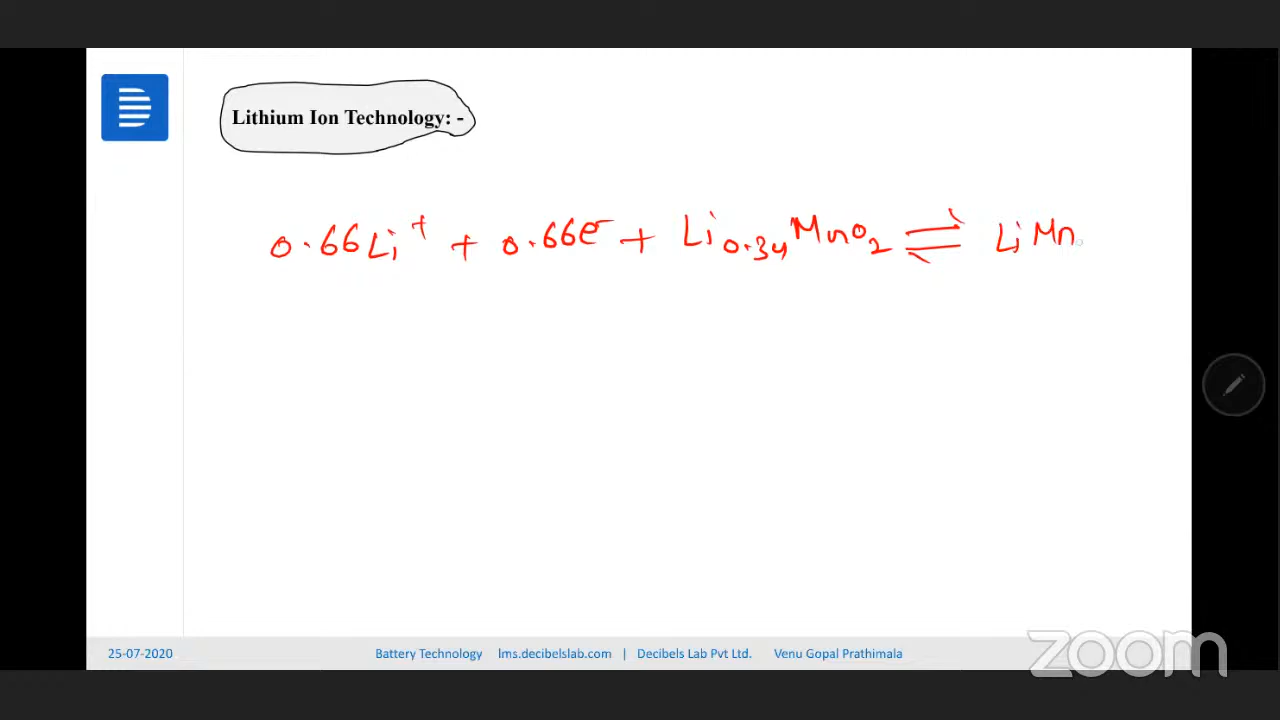 Lithium Ion Technology: -
0.66Li⁺ + 0.66e⁻ + Li₀.₃₄MnO₂ ⇌ LiMn
25-07-2020 Battery Technology lms.decibelslab.com | Decibels Lab Pvt Ltd. Venu Gopal Prathimala
zoom